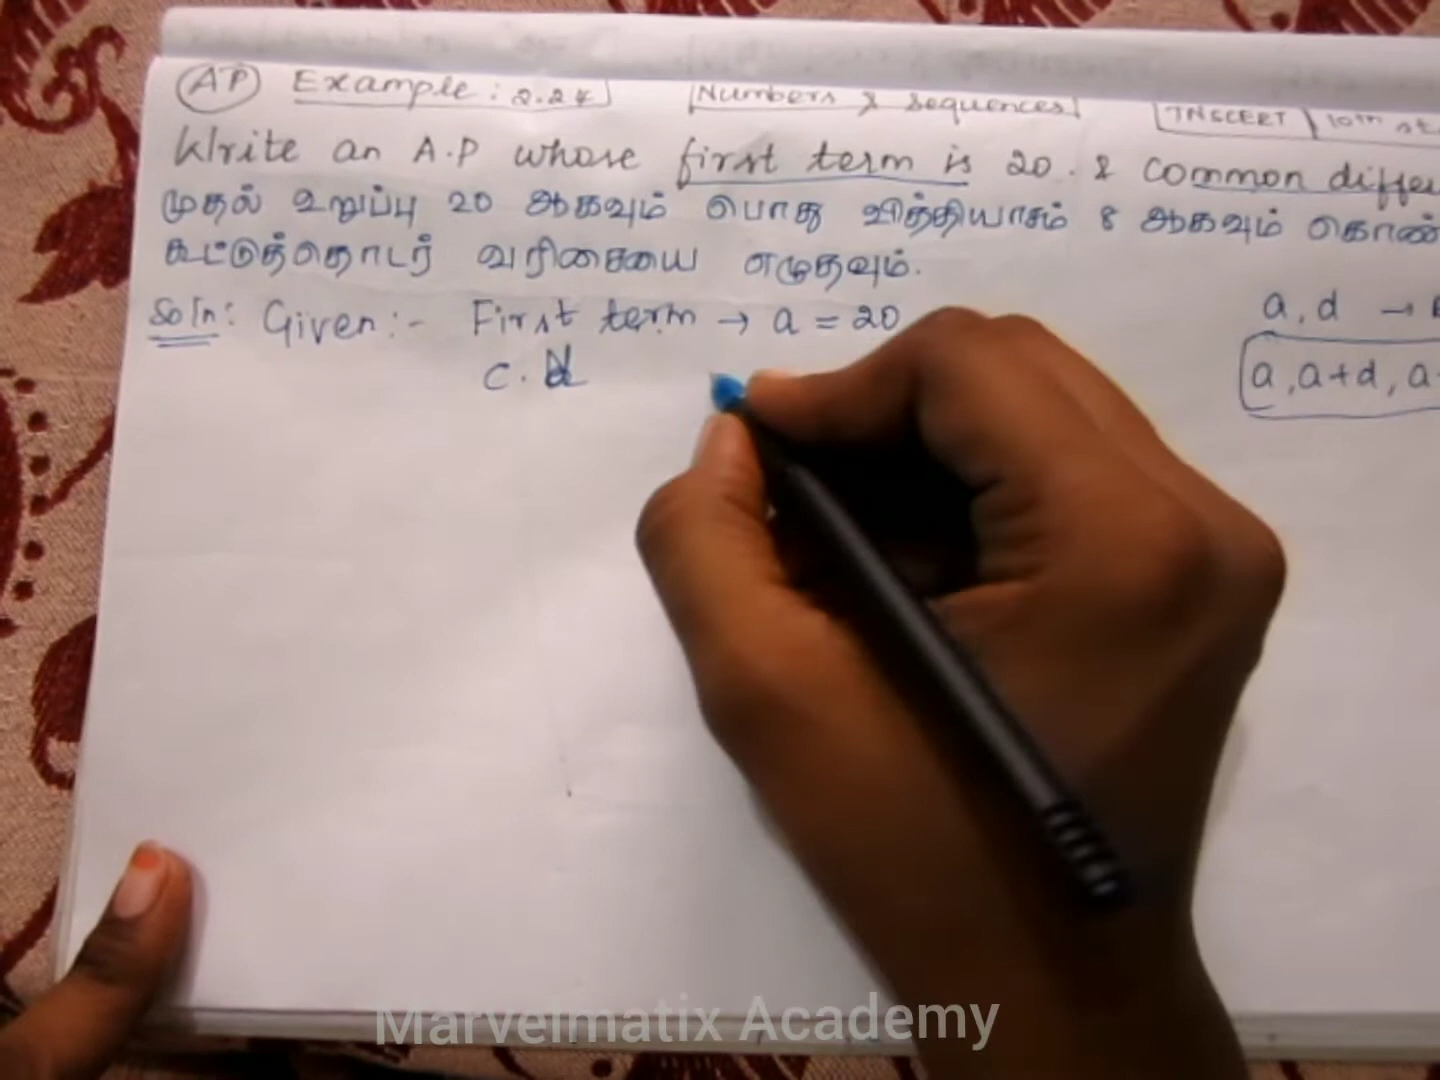 AP Example: 2.24 Numbers & Sequences TNSCERT 10th
Write an A.P whose first term is 20. & common
முதல் உறுப்பு 20 ஆகவும் பொது வித்தியாசம் 8 ஆகவும்
கூட்டுத்தொடர் வரிசையை எழுதவும்.
Soln: Given:- First term → a = 20
a, d →
C. d
a, a+d,
Marvelmatix Academy